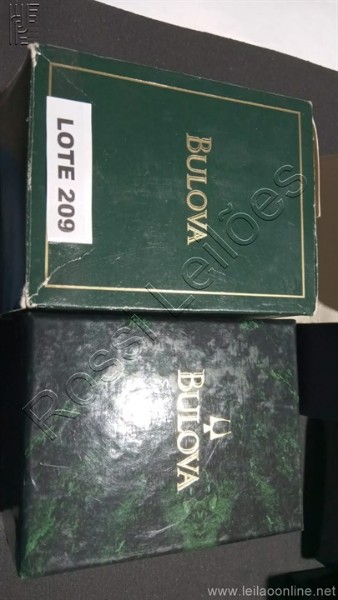 LOTE 209
BULOVA
BULOVA
Rossi Leilões
www.leilaoonline.net